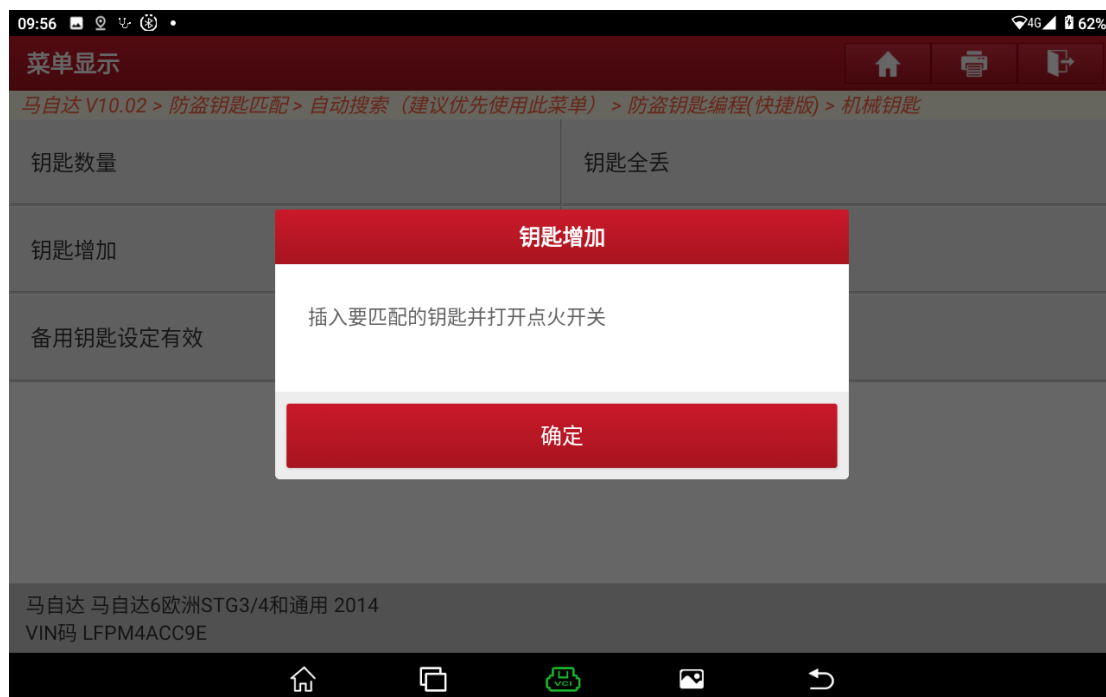 09:56
4G 62%
菜单显示
马自达 V10.02 > 防盗钥匙匹配 > 自动搜索（建议优先使用此菜单） > 防盗钥匙编程(快捷版) > 机械钥匙
钥匙数量
钥匙全丢
钥匙增加
钥匙增加
插入要匹配的钥匙并打开点火开关
备用钥匙设定有效
确定
马自达 马自达6欧洲STG3/4和通用 2014
VIN码 LFPM4ACC9E
VCI